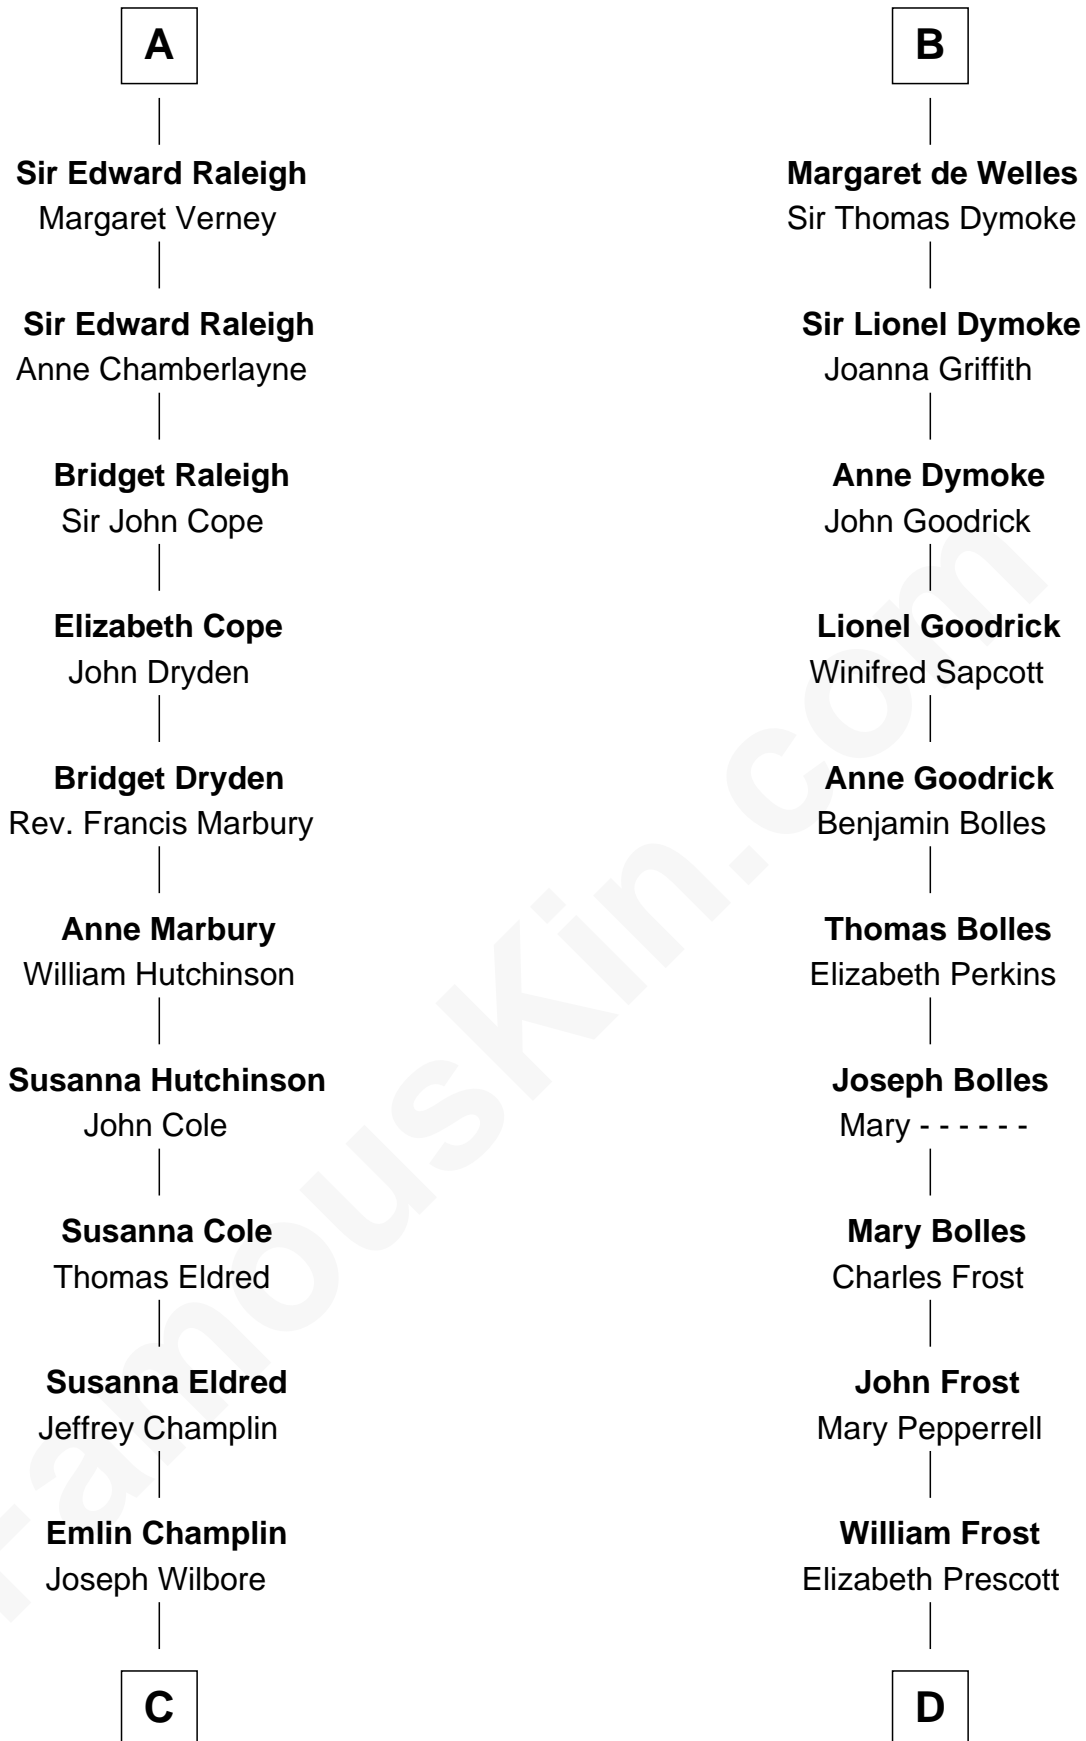 A
Sir Edward Raleigh
Margaret Verney
Sir Edward Raleigh
Anne Chamberlayne
Bridget Raleigh
Sir John Cope
Elizabeth Cope
John Dryden
Bridget Dryden
Rev. Francis Marbury
Anne Marbury
William Hutchinson
Susanna Hutchinson
John Cole
Susanna Cole
Thomas Eldred
Susanna Eldred
Jeffrey Champlin
Emlin Champlin
Joseph Wilbore
C
B
Margaret de Welles
Sir Thomas Dymoke
Sir Lionel Dymoke
Joanna Griffith
Anne Dymoke
John Goodrick
Lionel Goodrick
Winifred Sapcott
Anne Goodrick
Benjamin Bolles
Thomas Bolles
Elizabeth Perkins
Joseph Bolles
Mary - - - - - -
Mary Bolles
Charles Frost
John Frost
Mary Pepperrell
William Frost
Elizabeth Prescott
D
FamousKin.com